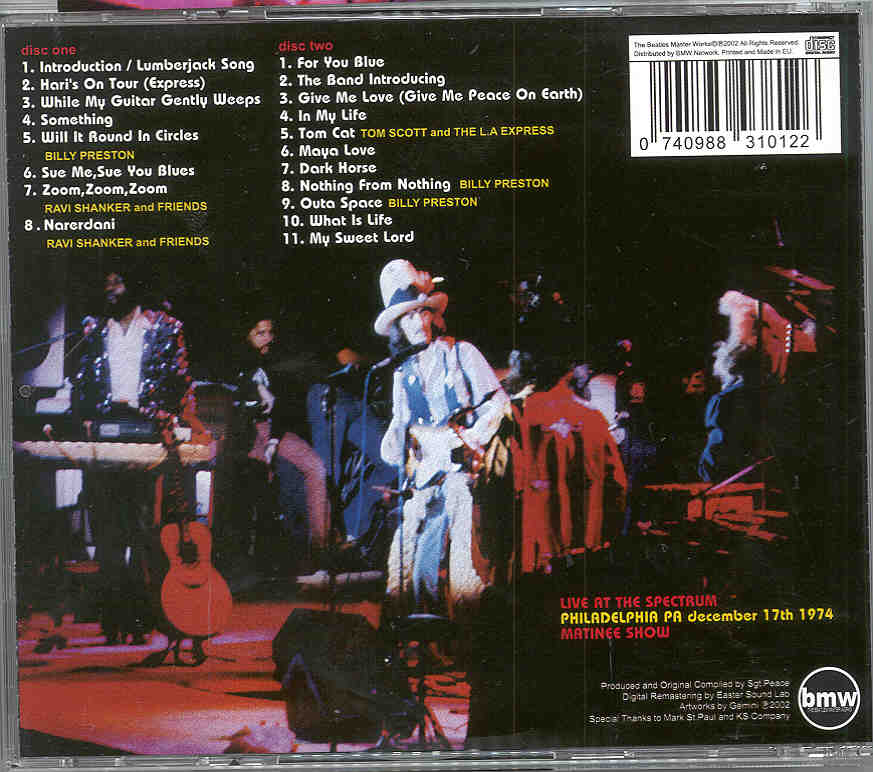 disc one
1. Introduction / Lumberjack Song
2. Hari's On Tour (Express)
3. While My Guitar Gently Weeps
4. Something
5. Will It Round In Circles
BILLY PRESTON
6. Sue Me,Sue You Blues
7. Zoom,Zoom,Zoom
RAVI SHANKER and FRIENDS
8 . Narerdani
RAVI SHANKER and FRIENDS
disc two
1. For You Blue
2. The Band Introducing
3. Give Me Love (Give Me Peace On Earth)
4. In My Life
5. Tom Cat TOM SCOTT and THE L.A EXPRESS
6. Maya Love
7. Dark Horse
8. Nothing From Nothing BILLY PRESTON
9. Outa Space BILLY PRESTON
10. What Is Life
11. My Sweet Lord
The Beatles Master Works©℗2002 All Rights Reserved.
Distributed by BMW Network. Printed and Made In EU.
COMPACT
disc
0 740988 310122
LIVE AT THE SPECTRUM
PHILADELPHIA PA december 17th 1974
MATINEE SHOW
Produced and Original Compiled by Sgt.Peace
Digital Remastering by Easter Sound Lab
Artworks by Gemini ℗2002
Special Thanks to Mark St.Paul and KS Company
bmw